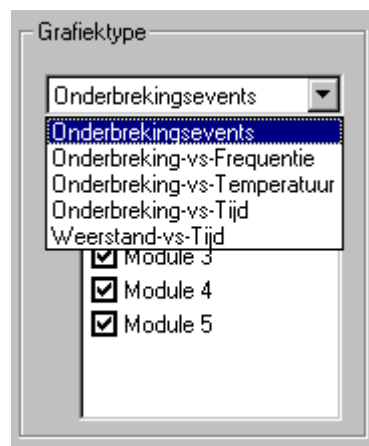 Grafiektype
Onderbrekingsevents
Onderbrekingsevents
Onderbreking-vs-Frequentie
Onderbreking-vs-Temperatuur
Onderbreking-vs-Tijd
Weerstand-vs-Tijd
Module 3
Module 4
Module 5